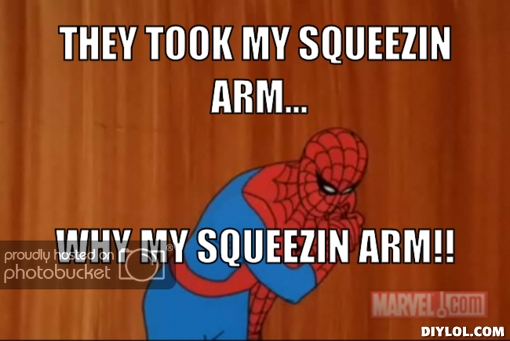 THEY TOOK MY SQUEEZIN
ARM...
WHY MY SQUEEZIN ARM!!
proudly hosted on
photobucket
MARVEL.com
DIYLOL.COM